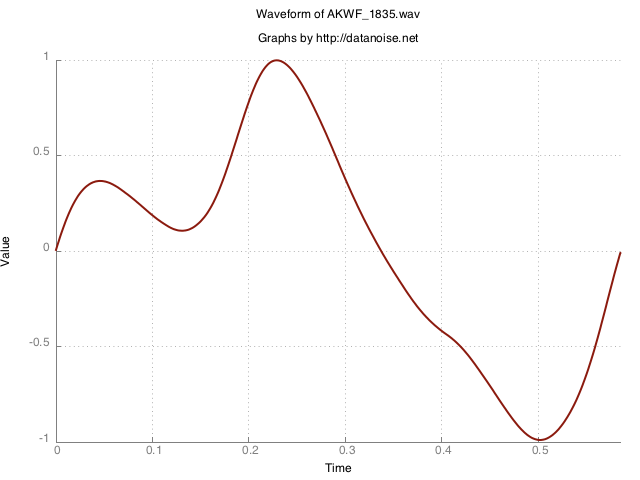 Waveform of AKWF_1835.wav
Graphs by http://datanoise.net
1
0.5
0
-0.5
-1
Value
0 0.1 0.2 0.3 0.4 0.5
Time